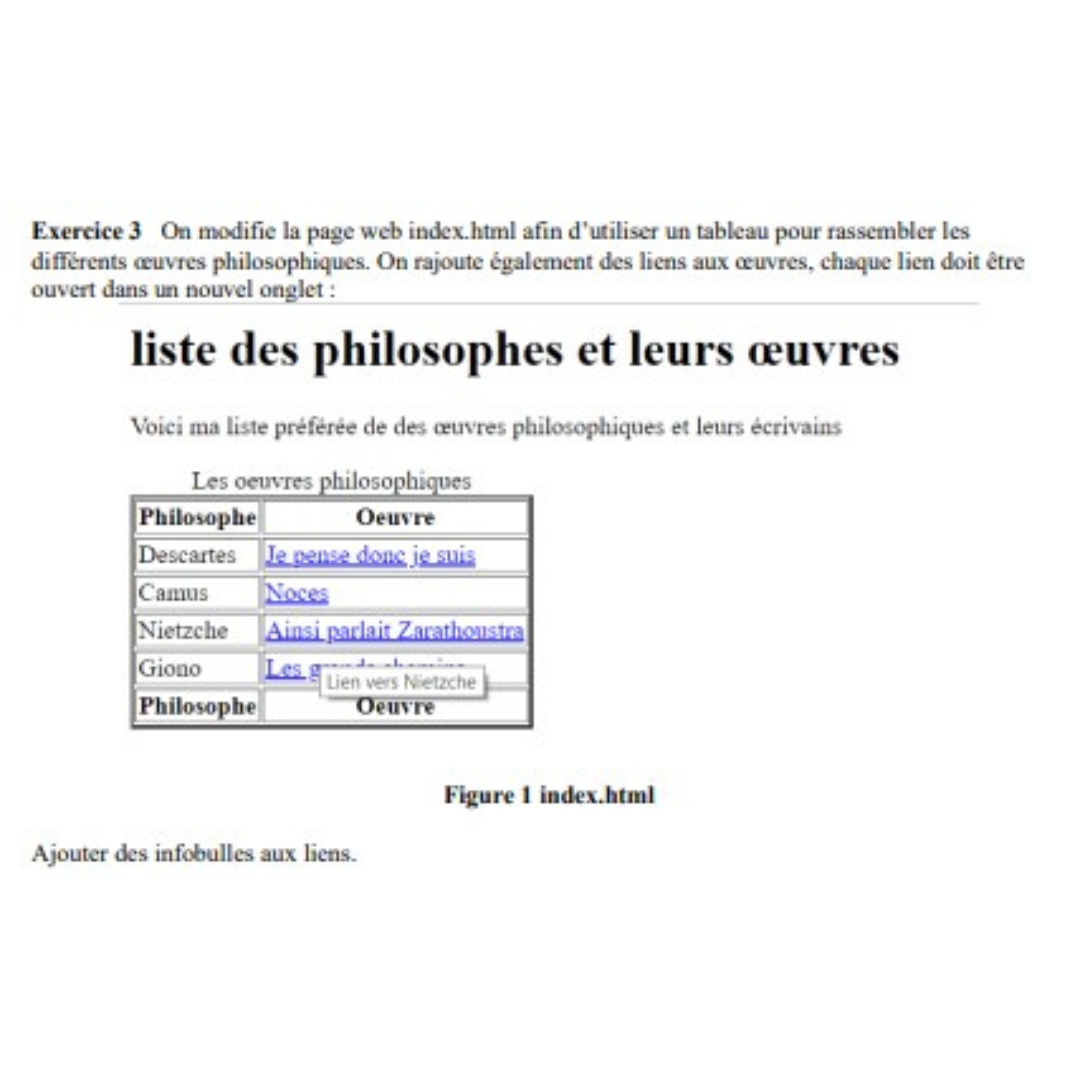 Exercice 3 On modifie la page web index.html afin d'utiliser un tableau pour rassembler les
différents œuvres philosophiques. On rajoute également des liens aux œuvres, chaque lien doit être
ouvert dans un nouvel onglet :
liste des philosophes et leurs œuvres
Voici ma liste préférée de des œuvres philosophiques et leurs écrivains
Les oeuvres philosophiques
Philosophe Oeuvre
Descartes Je pense donc je suis
Camus Noces
Nietzche Ainsi parlait Zarathoustra
Giono Les
Lien vers Nietzche
Philosophe Oeuvre
Figure 1 index.html
Ajouter des infobulles aux liens.